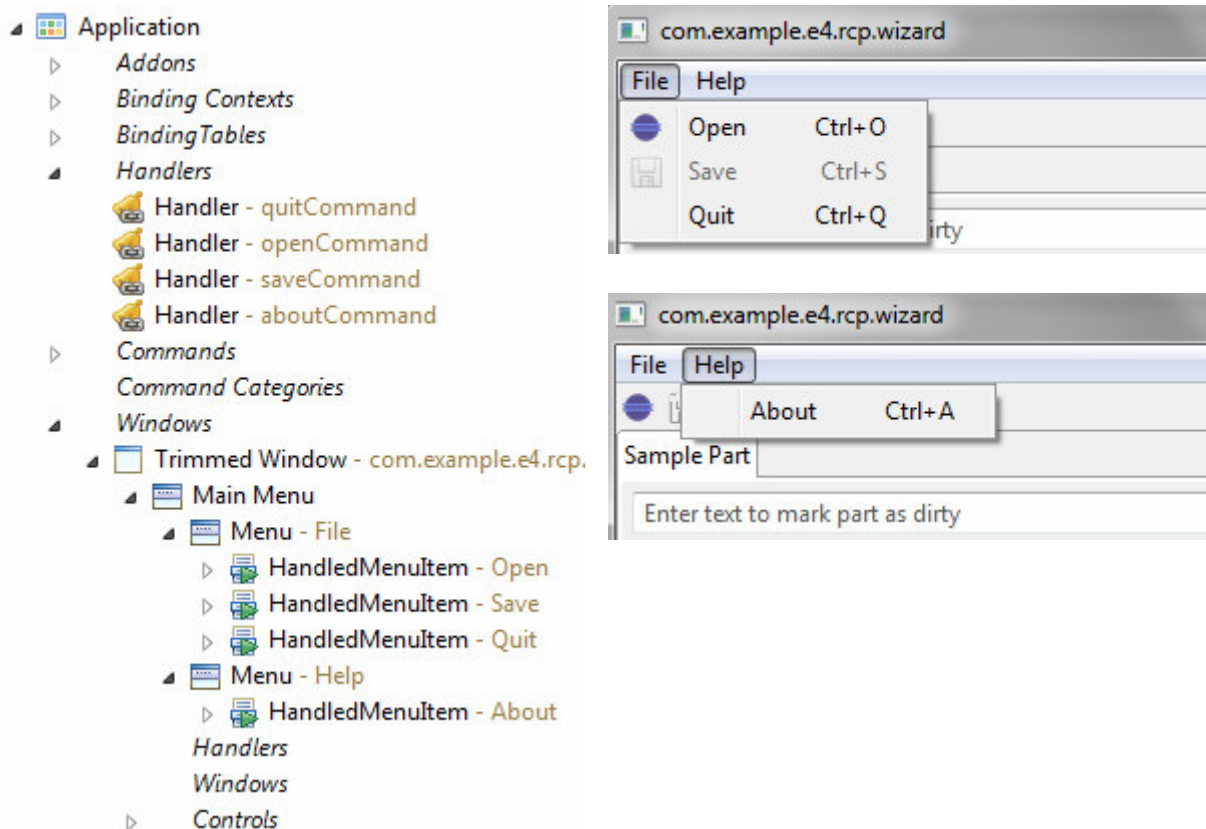 Application
Addons
Binding Contexts
BindingTables
Handlers
Handler - quitCommand
Handler - openCommand
Handler - saveCommand
Handler - aboutCommand
Commands
Command Categories
Windows
Trimmed Window - com.example.e4.rcp.
Main Menu
Menu - File
HandledMenuItem - Open
HandledMenuItem - Save
HandledMenuItem - Quit
Menu - Help
HandledMenuItem - About
Handlers
Windows
Controls
com.example.e4.rcp.wizard
File Help
Open Ctrl+O
Save Ctrl+S
Quit Ctrl+Q
irty
com.example.e4.rcp.wizard
File Help
About Ctrl+A
Sample Part
Enter text to mark part as dirty